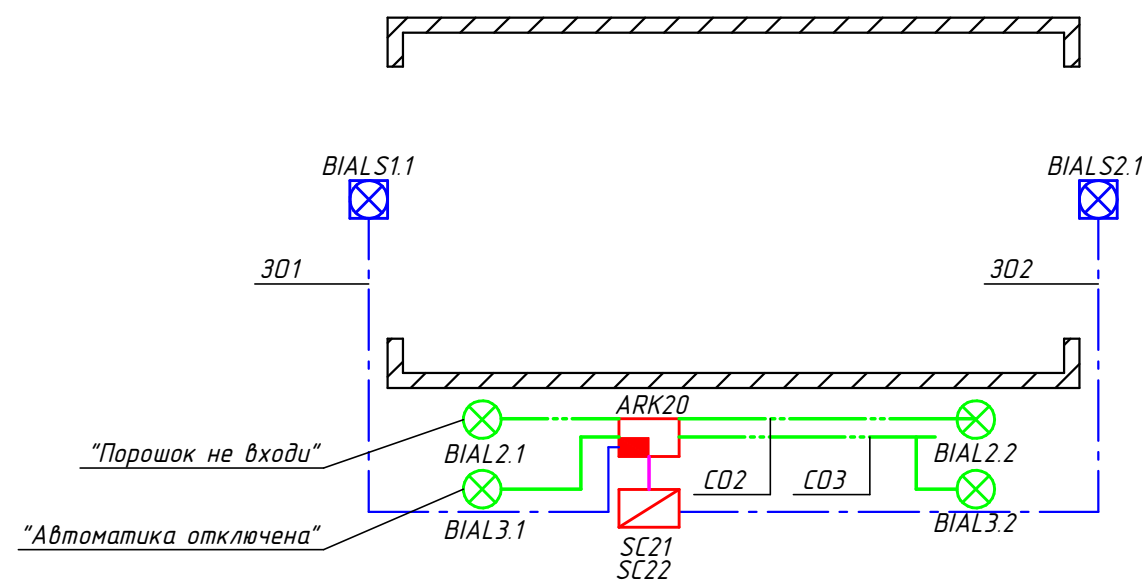 BIALS1.1
BIALS2.1
ЗО1
ЗО2
ARK20
"Порошок не входи"
BIAL2.1
BIAL2.2
СО2
СО3
"Автоматика отключена"
BIAL3.1
BIAL3.2
SC21
SC22